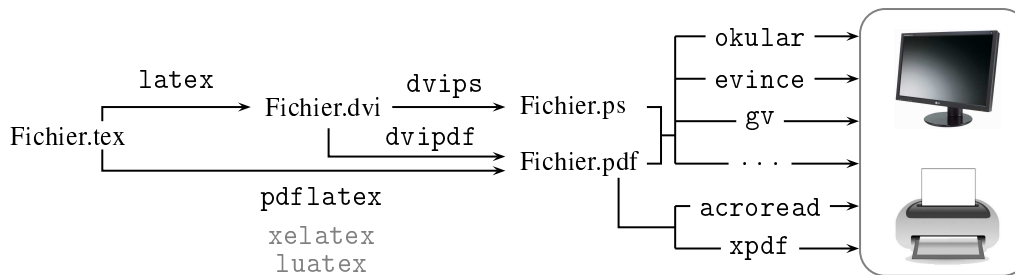 okular
latex
dvips
evince
Fichier.dvi
Fichier.ps
gv
Fichier.tex
dvipdf
Fichier.pdf
. . .
pdflatex
acroread
xelatex
xpdf
luatex